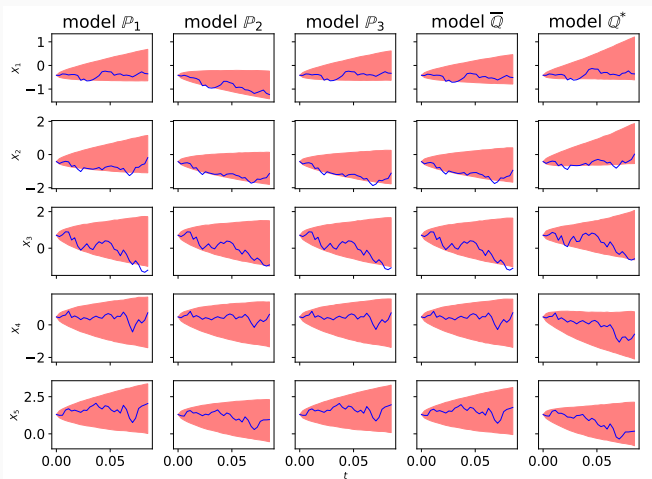 model ℙ₁ model ℙ₂ model ℙ₃ model ℚ̅ model ℚ*
1
0
−1
X₁
2
0
−2
X₂
2
0
X₃
0
−2
X₄
2.5
0.0
X₅
0.00 0.05 0.00 0.05 0.00 0.05 0.00 0.05 0.00 0.05
t